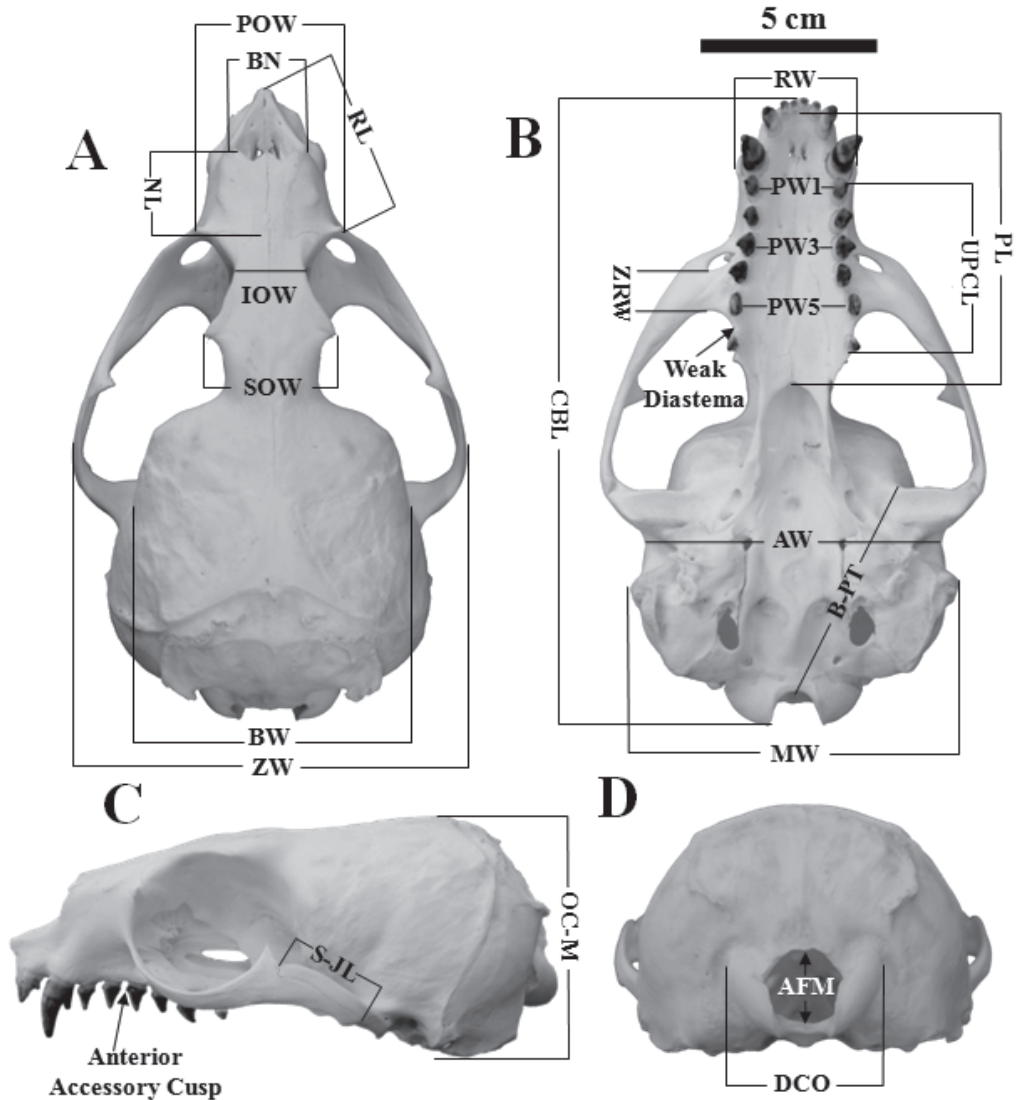 POW
BN
RL
A
NL
IOW
SOW
BW
ZW
5 cm
RW
B
PW1
PW3
PW5
ZRW
UPCL
PL
Weak
Diastema
CBL
AW
B-PT
MW
C
OC-M
S-JL
Anterior
Accessory Cusp
D
AFM
DCO